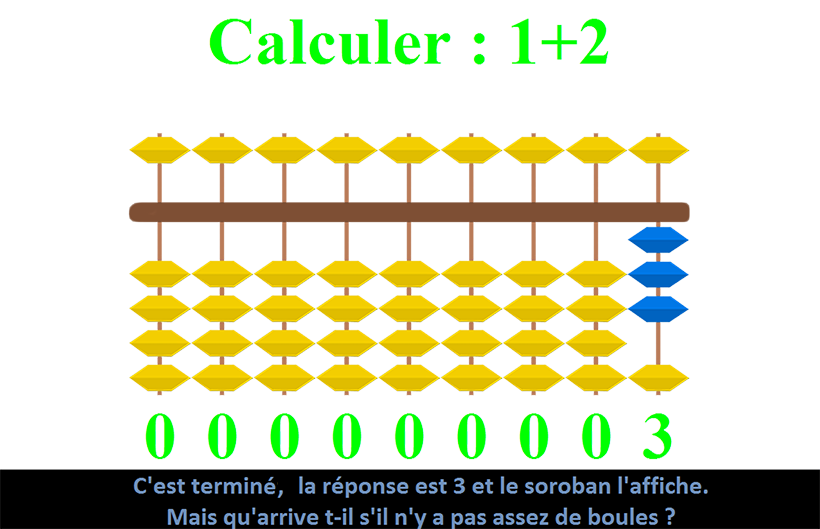 Calculer : 1+2
0 0 0 0 0 0 0 0 3
C'est terminé, la réponse est 3 et le soroban l'affiche.
Mais qu'arrive t-il s'il n'y a pas assez de boules ?